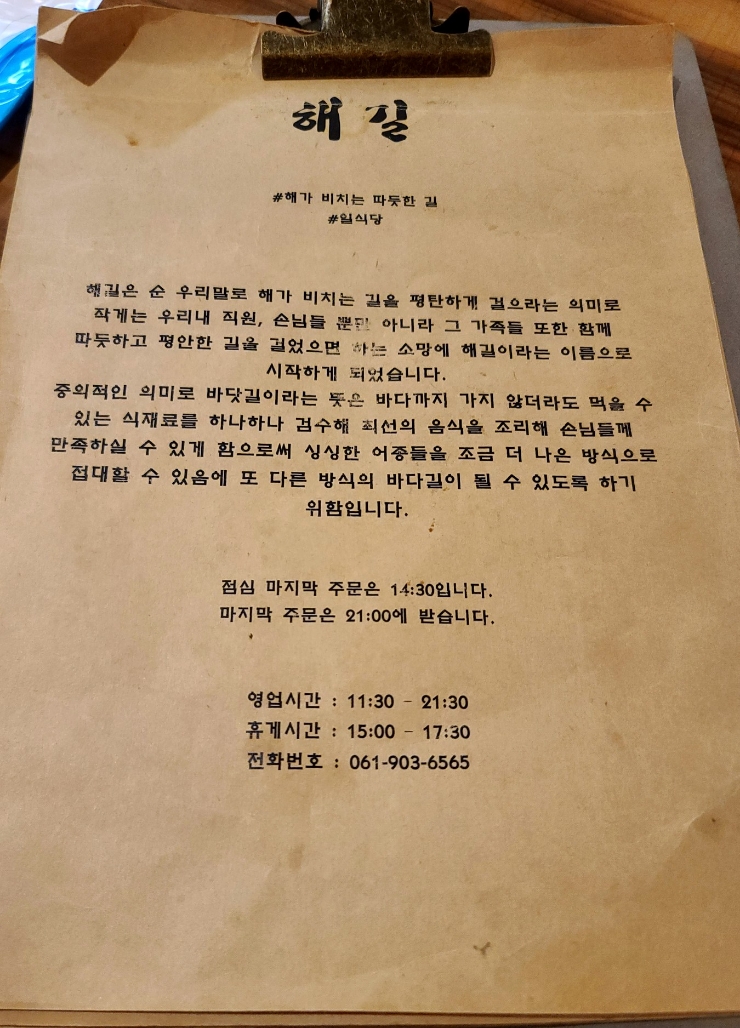 해길
#해가 비치는 따듯한 길
#일식당
해길은 순 우리말로 해가 비치는 길을 평탄하게 걸으라는 의미로
작게는 우리내 직원, 손님들 뿐만 아니라 그 가족들 또한 함께
따듯하고 평안한 길을 걸었으면 하는 소망에 해길이라는 이름으로
시작하게 되었습니다.
중의적인 의미로 바닷길이라는 뜻은 바다까지 가지 않더라도 먹을 수
있는 식재료를 하나하나 검수해 최선의 음식을 조리해 손님들께
만족하실 수 있게 함으로써 싱싱한 어종들을 조금 더 나은 방식으로
접대할 수 있음에 또 다른 방식의 바다길이 될 수 있도록 하기
위함입니다.
점심 마지막 주문은 14:30입니다.
마지막 주문은 21:00에 받습니다.
영업시간 : 11:30 - 21:30
휴게시간 : 15:00 - 17:30
전화번호 : 061-903-6565